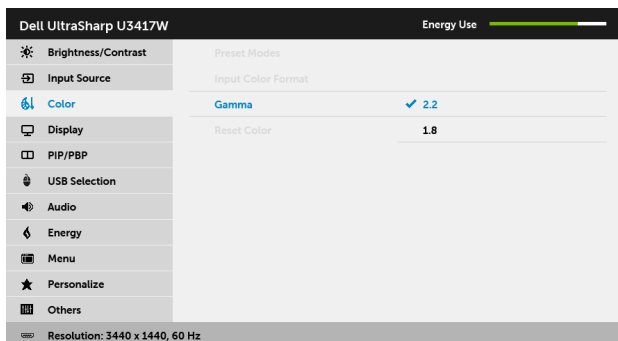 Dell UltraSharp U3417W
Energy Use
Brightness/Contrast
Input Source
Color
Display
PIP/PBP
USB Selection
Audio
Energy
Menu
Personalize
Others
Preset Modes
Input Color Format
Gamma
2.2
Reset Color
1.8
Resolution: 3440 x 1440, 60 Hz